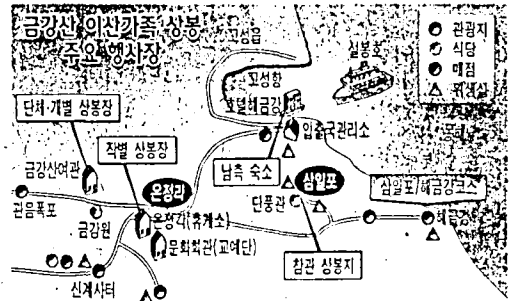 금강산 이산가족 상봉
주요 행사장
고성읍
고성항
호텔해금강
설봉호
관광지
식당
매점
위생실
단체·개별 상봉장
작별 상봉장
입출국관리소
금강산여관
남측 숙소
온정리
삼일포
삼일포/해금강코스
관음폭포
금강원
온정각(휴게소)
단풍관
해금강
문화회관(교예단)
참관 상봉지
신계사터